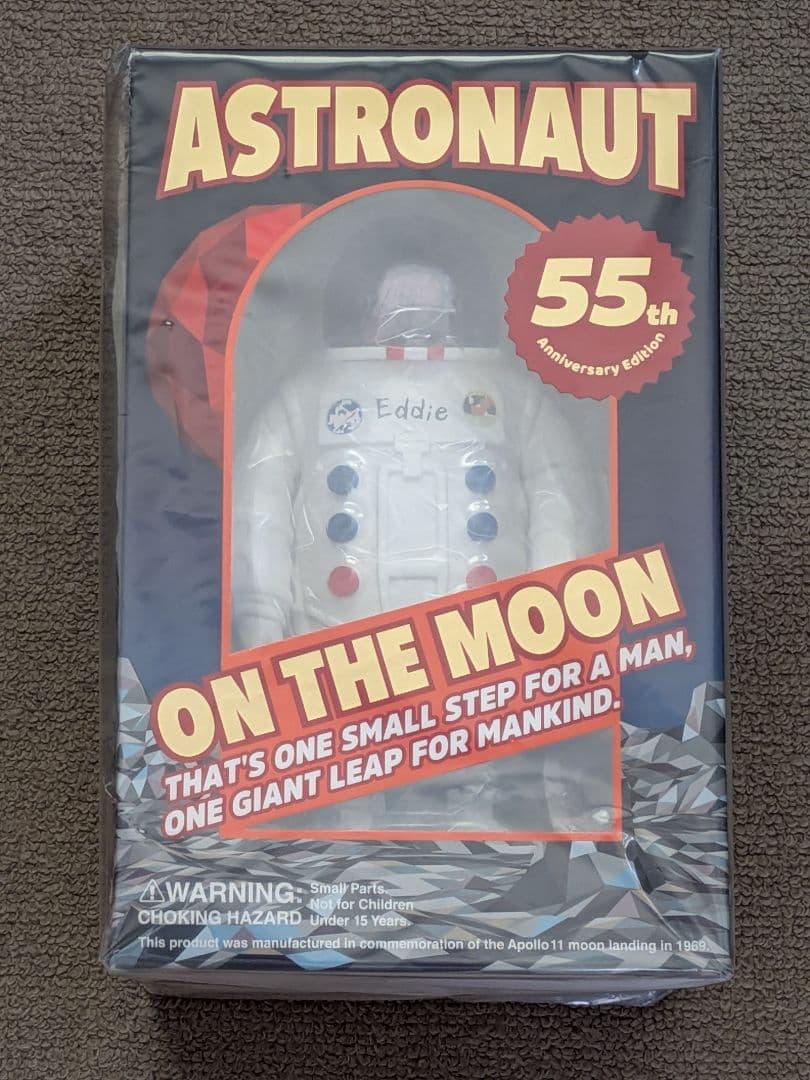 ASTRONAUT
55th
Anniversary Edition
Eddie
ON THE MOON
THAT'S ONE SMALL STEP FOR A MAN,
ONE GIANT LEAP FOR MANKIND.
⚠WARNING:
CHOKING HAZARD
Small Parts.
Not for Children
Under 15 Years.
This product was manufactured in commemoration of the Apollo 11 moon landing in 1969.